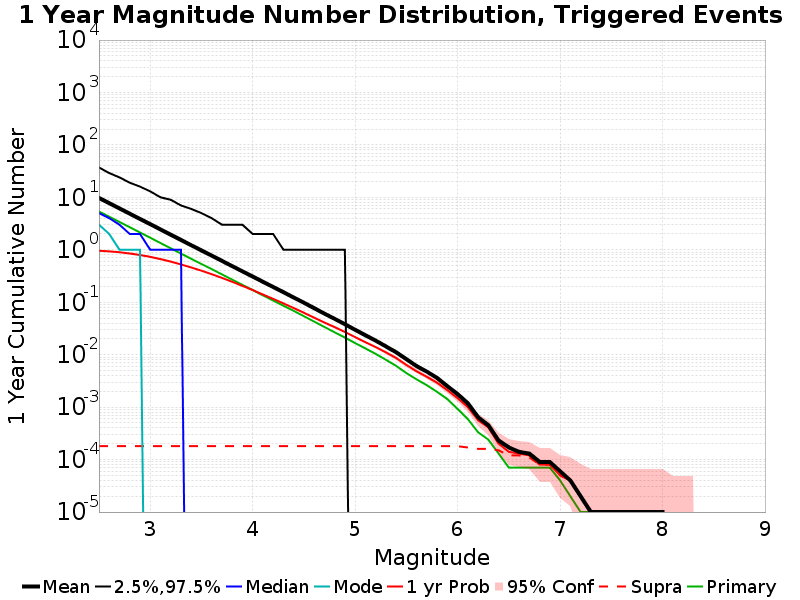 1 Year Magnitude Number Distribution, Triggered Events
10^4
10^3
10^2
10^1
10^0
10^-1
10^-2
10^-3
10^-4
10^-5
1 Year Cumulative Number
3 4 5 6 7 8 9
Magnitude
Mean 2.5%,97.5% Median Mode 1 yr Prob 95% Conf Supra Primary